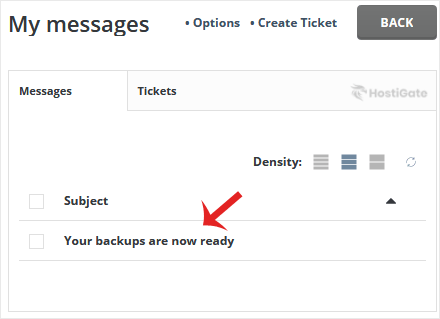 My messages • Options • Create Ticket BACK
Messages Tickets HostiGate
Density:
Subject
Your backups are now ready